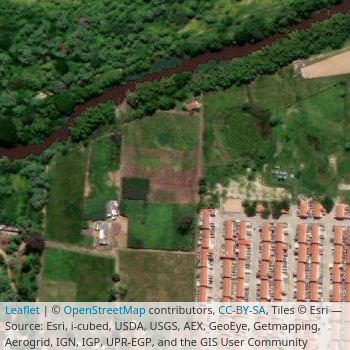 Leaflet | © OpenStreetMap contributors, CC-BY-SA, Tiles © Esri —
Source: Esri, i-cubed, USDA, USGS, AEX, GeoEye, Getmapping,
Aerogrid, IGN, IGP, UPR-EGP, and the GIS User Community